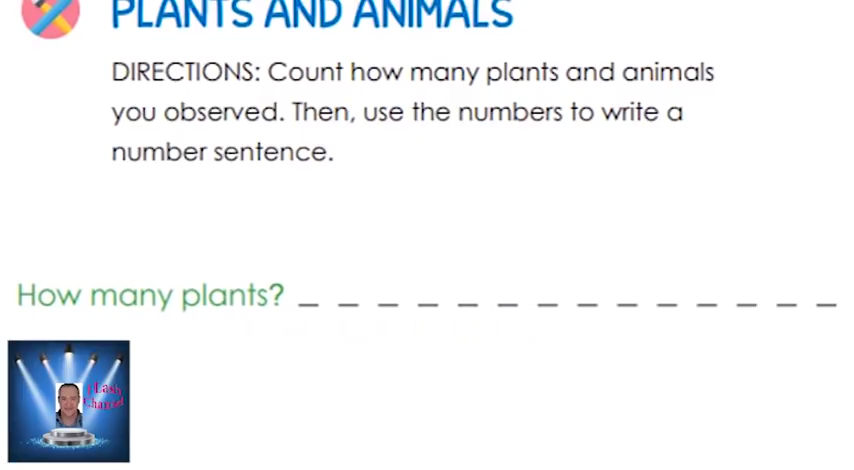 PLANTS AND ANIMALS
DIRECTIONS: Count how many plants and animals
you observed. Then, use the numbers to write a
number sentence.
How many plants? _ _ _ _ _ _ _ _ _ _ _ _ _ _